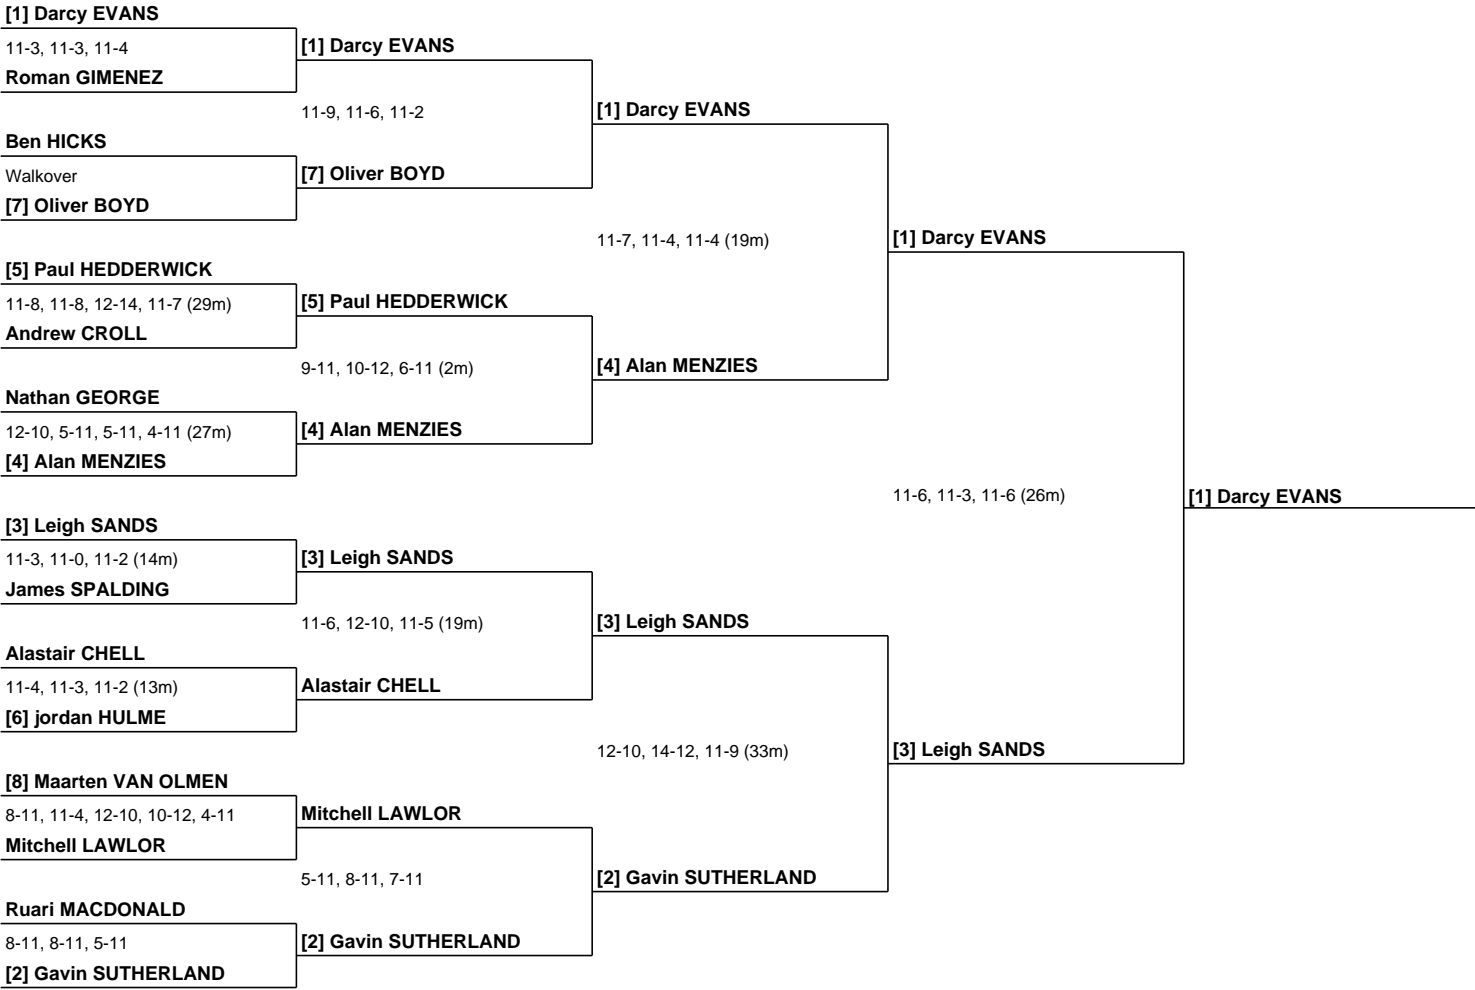 [1] Darcy EVANS
11-3, 11-3, 11-4
Roman GIMENEZ
Ben HICKS
Walkover
[7] Oliver BOYD
[5] Paul HEDDERWICK
11-8, 11-8, 12-14, 11-7 (29m)
Andrew CROLL
Nathan GEORGE
12-10, 5-11, 5-11, 4-11 (27m)
[4] Alan MENZIES
[3] Leigh SANDS
11-3, 11-0, 11-2 (14m)
James SPALDING
Alastair CHELL
11-4, 11-3, 11-2 (13m)
[6] jordan HULME
[8] Maarten VAN OLMEN
8-11, 11-4, 12-10, 10-12, 4-11
Mitchell LAWLOR
Ruari MACDONALD
8-11, 8-11, 5-11
[2] Gavin SUTHERLAND
[1] Darcy EVANS
11-9, 11-6, 11-2
[7] Oliver BOYD
[5] Paul HEDDERWICK
9-11, 10-12, 6-11 (2m)
[4] Alan MENZIES
[3] Leigh SANDS
11-6, 12-10, 11-5 (19m)
Alastair CHELL
Mitchell LAWLOR
5-11, 8-11, 7-11
[2] Gavin SUTHERLAND
[1] Darcy EVANS
11-7, 11-4, 11-4 (19m)
[4] Alan MENZIES
[3] Leigh SANDS
12-10, 14-12, 11-9 (33m)
[2] Gavin SUTHERLAND
[1] Darcy EVANS
11-6, 11-3, 11-6 (26m)
[3] Leigh SANDS
[1] Darcy EVANS